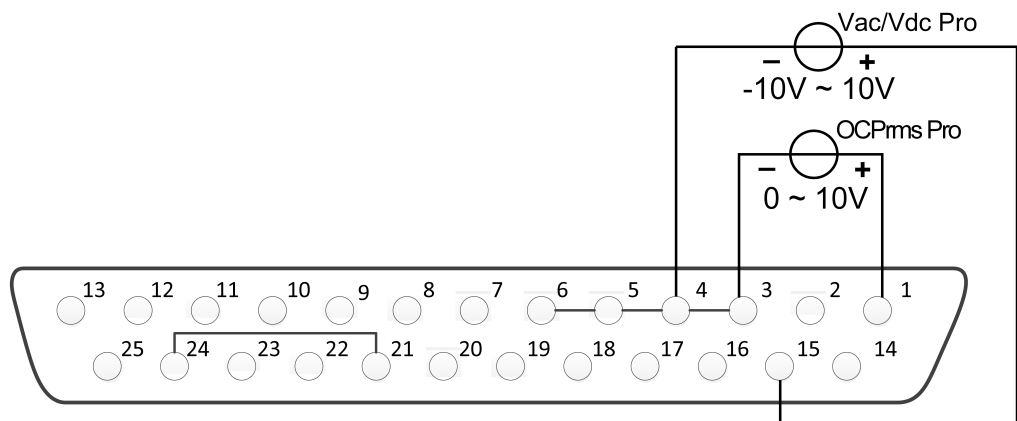 Vac/Vdc Pro
− +
-10V ~ 10V
OCPrms Pro
− +
0 ~ 10V
13 12 11 10 9 8 7 6 5 4 3 2 1
25 24 23 22 21 20 19 18 17 16 15 14